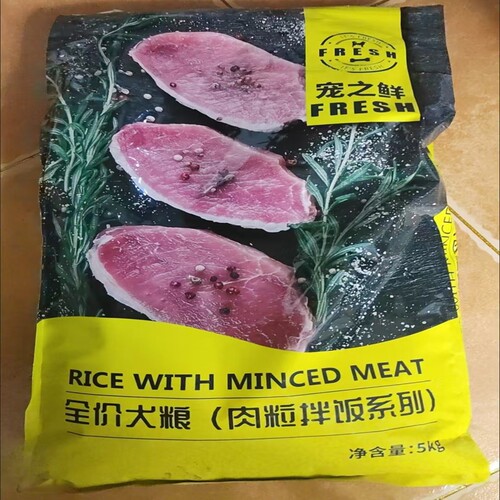 FRESH
宠之鲜
FRESH
RICE WITH MINCED MEAT
全价犬粮（肉粒拌饭系列）
净含量：5kg